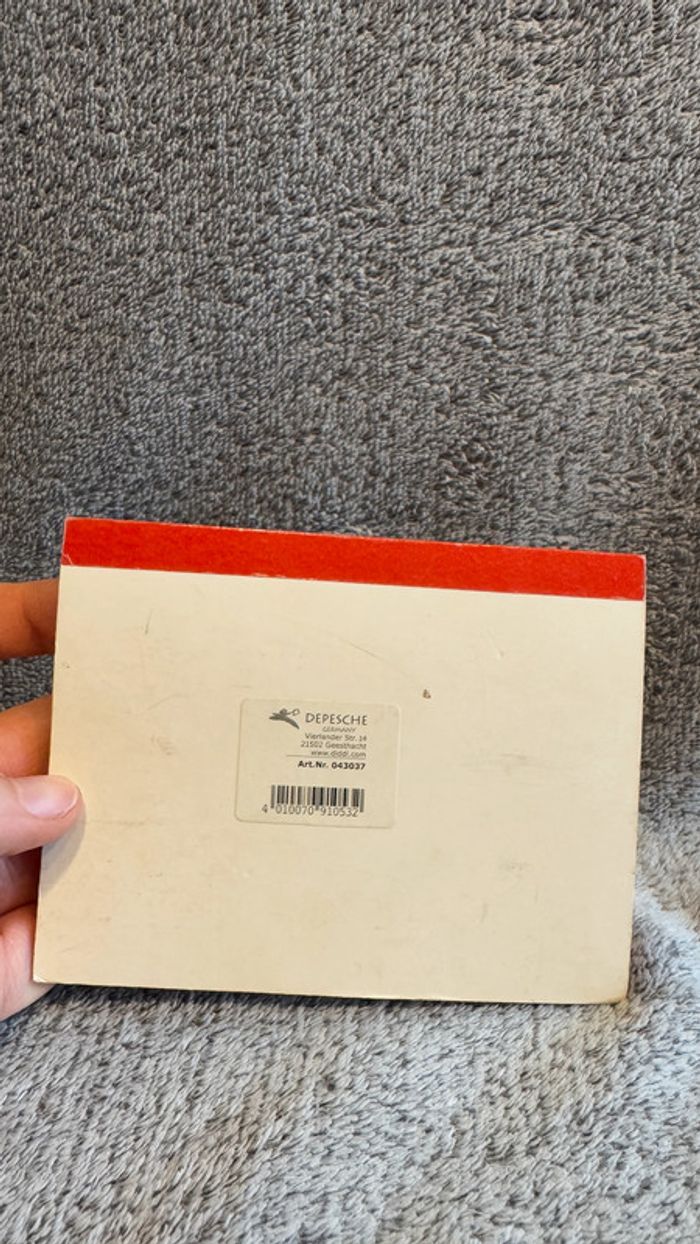 DEPESCHE
GERMANY
Vierlander Str. 14
21502 Geesthacht
www.diddl.com
Art.Nr. 043037
4 010070 910532